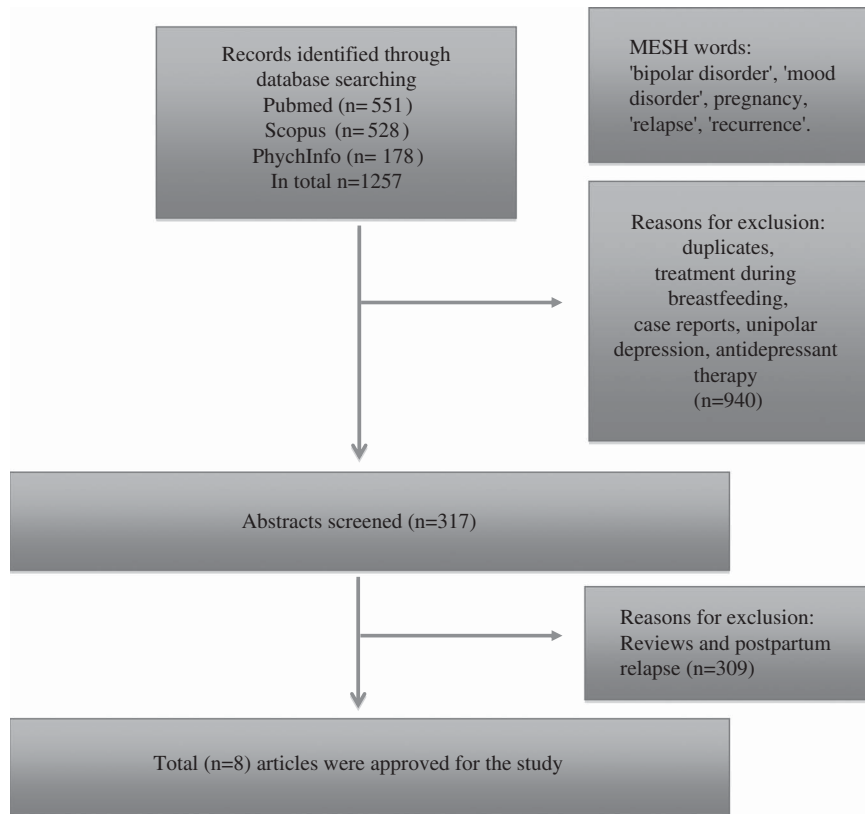 Records identified through
database searching
Pubmed (n= 551)
Scopus (n= 528)
PhychInfo (n= 178)
In total n=1257
MESH words:
'bipolar disorder', 'mood
disorder', pregnancy,
'relapse', 'recurrence'.
Reasons for exclusion:
duplicates,
treatment during
breastfeeding,
case reports, unipolar
depression, antidepressant
therapy
(n=940)
Abstracts screened (n=317)
Reasons for exclusion:
Reviews and postpartum
relapse (n=309)
Total (n=8) articles were approved for the study